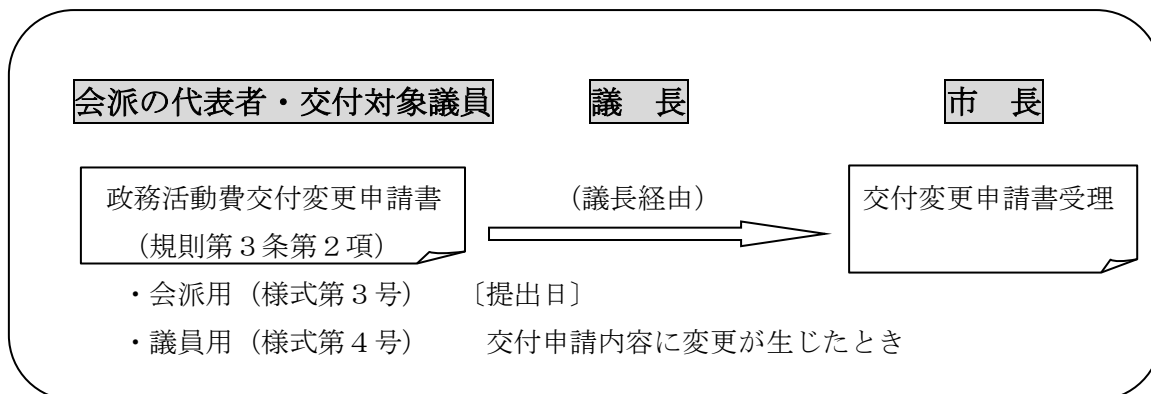 会派の代表者・交付対象議員　議　長　市　長
政務活動費交付変更申請書　（議長経由）　交付変更申請書受理
（規則第３条第２項）
・会派用（様式第３号）　〔提出日〕
・議員用（様式第４号）　交付申請内容に変更が生じたとき